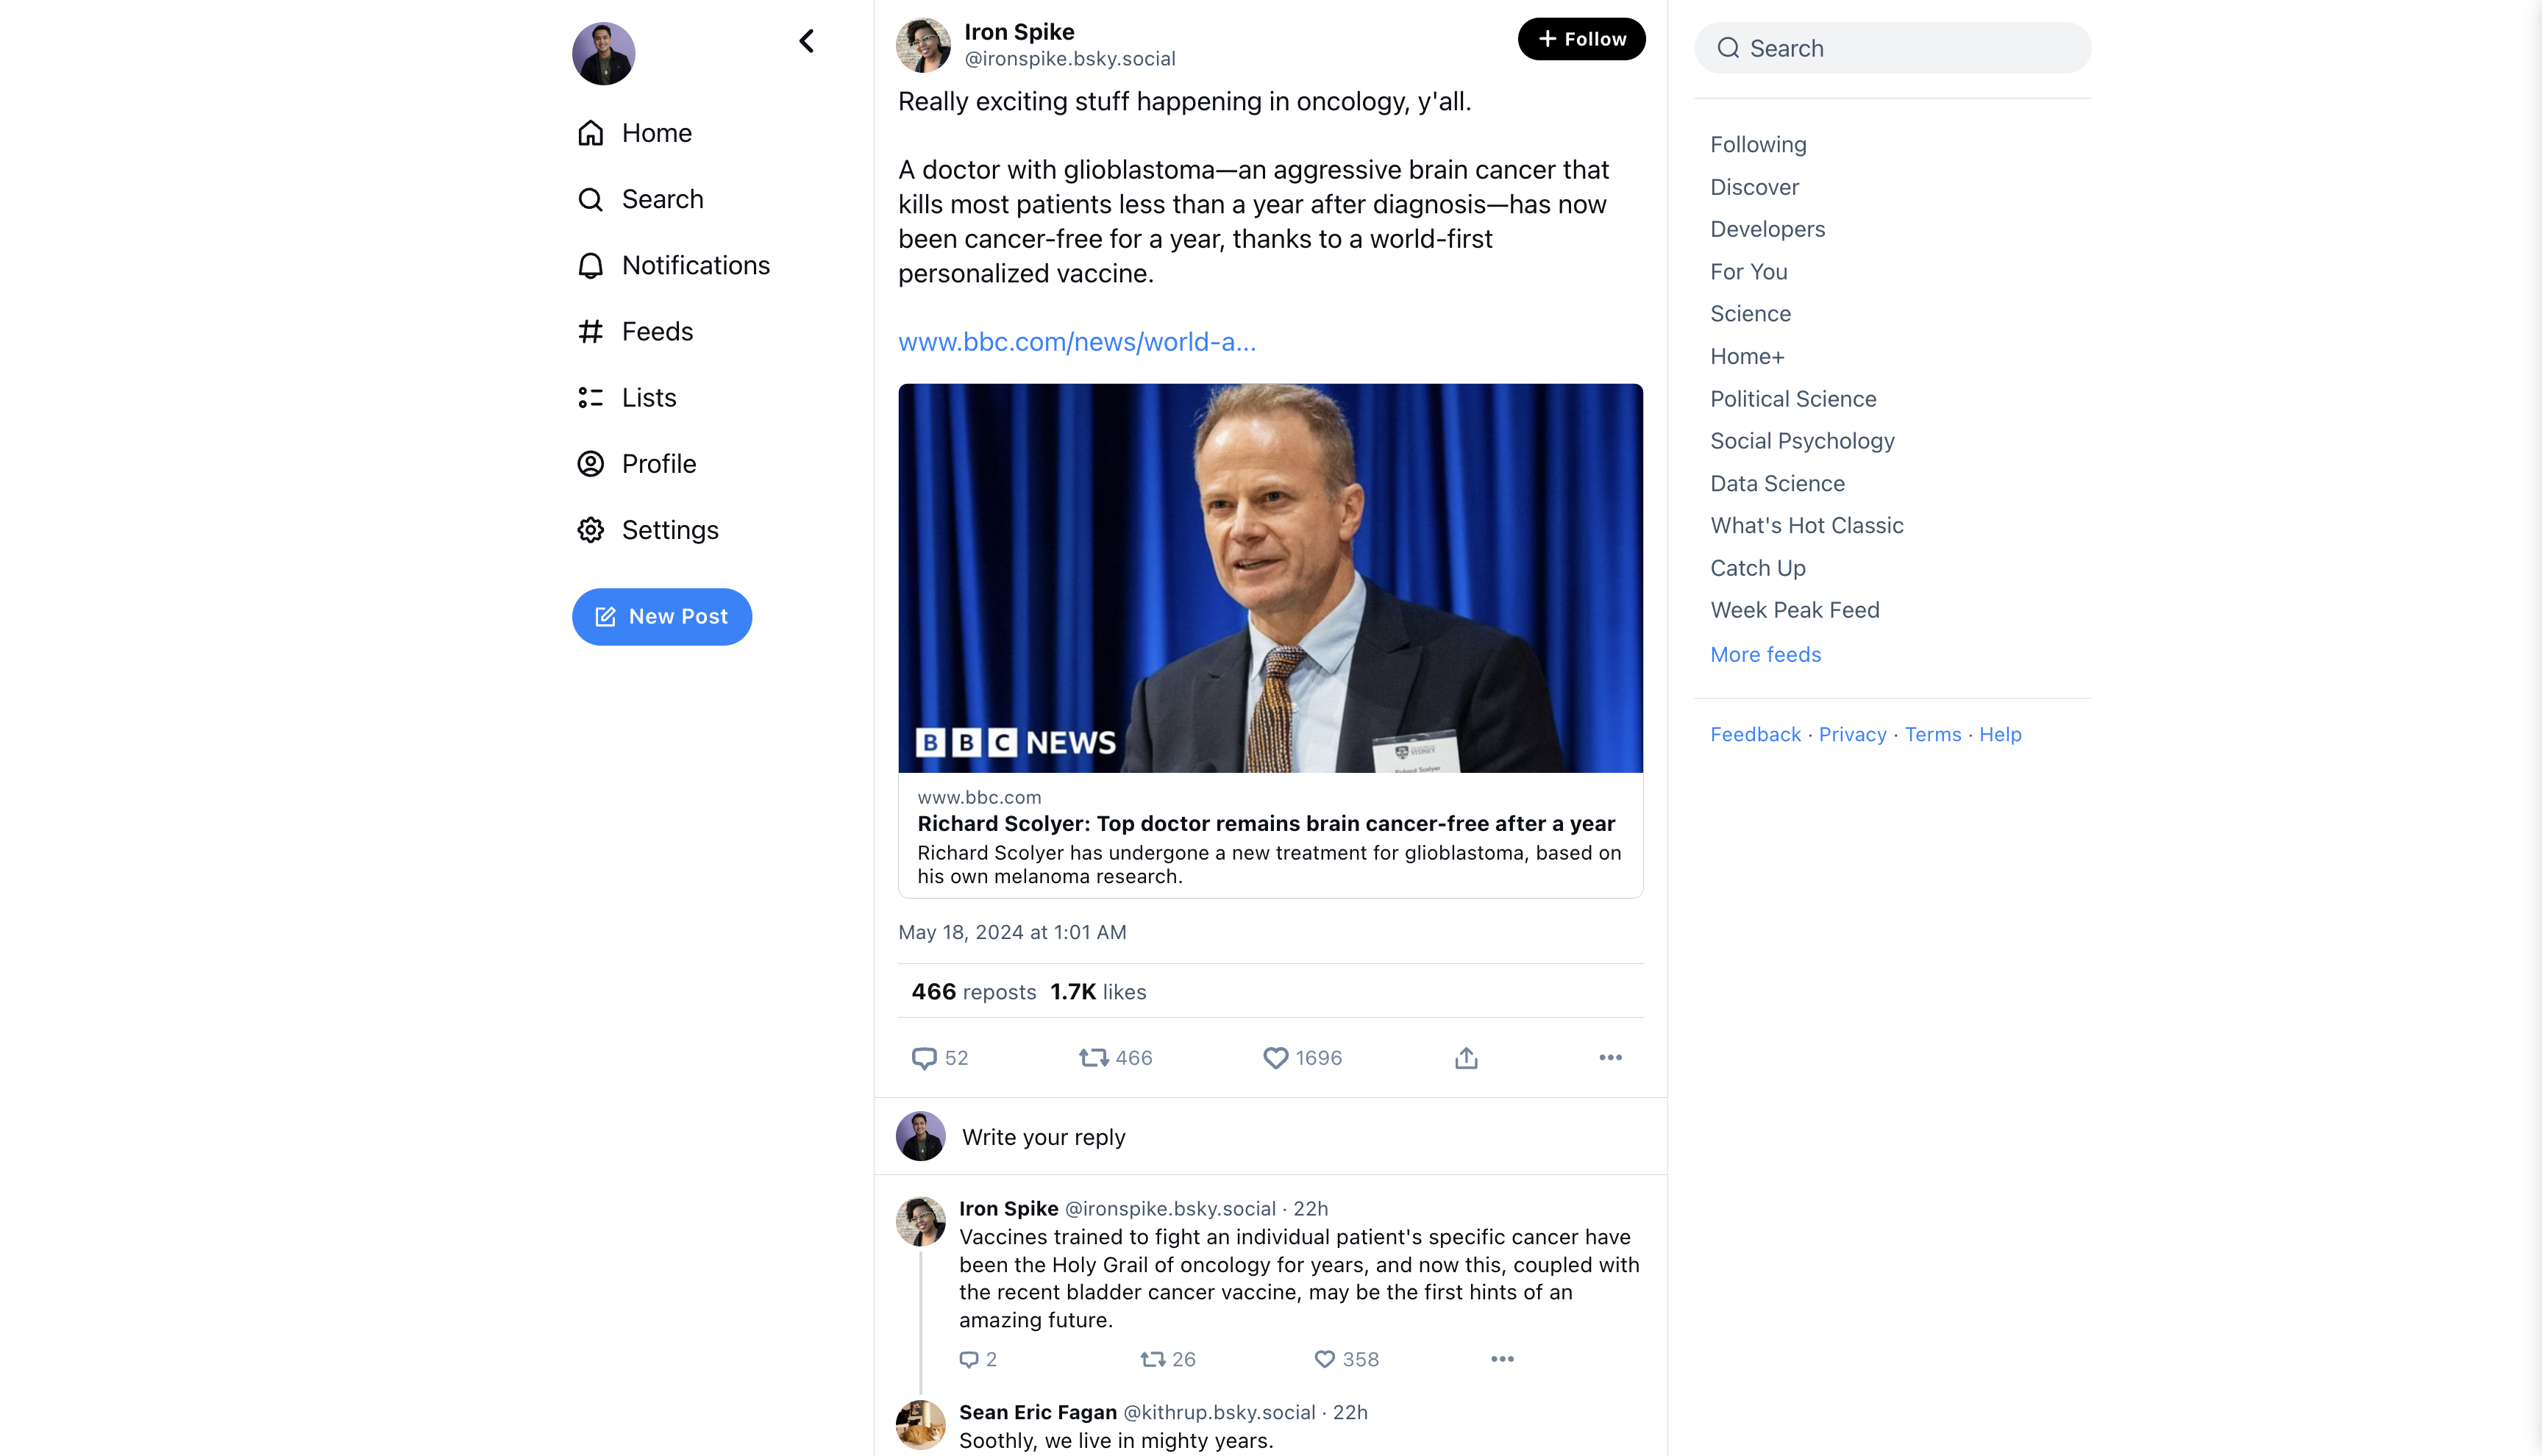 Home
Search
Notifications
Feeds
Lists
Profile
Settings
New Post
Iron Spike
@ironspike.bsky.social
+ Follow
Really exciting stuff happening in oncology, y'all.
A doctor with glioblastoma—an aggressive brain cancer that
kills most patients less than a year after diagnosis—has now
been cancer-free for a year, thanks to a world-first
personalized vaccine.
www.bbc.com/news/world-a...
BBC NEWS
SYDNEY
Richard Scolyer
www.bbc.com
Richard Scolyer: Top doctor remains brain cancer-free after a year
Richard Scolyer has undergone a new treatment for glioblastoma, based on
his own melanoma research.
May 18, 2024 at 1:01 AM
466 reposts 1.7K likes
52 466 1696
Write your reply
Iron Spike @ironspike.bsky.social · 22h
Vaccines trained to fight an individual patient's specific cancer have
been the Holy Grail of oncology for years, and now this, coupled with
the recent bladder cancer vaccine, may be the first hints of an
amazing future.
2 26 358
Sean Eric Fagan @kithrup.bsky.social · 22h
Soothly, we live in mighty years.
Search
Following
Discover
Developers
For You
Science
Home+
Political Science
Social Psychology
Data Science
What's Hot Classic
Catch Up
Week Peak Feed
More feeds
Feedback · Privacy · Terms · Help